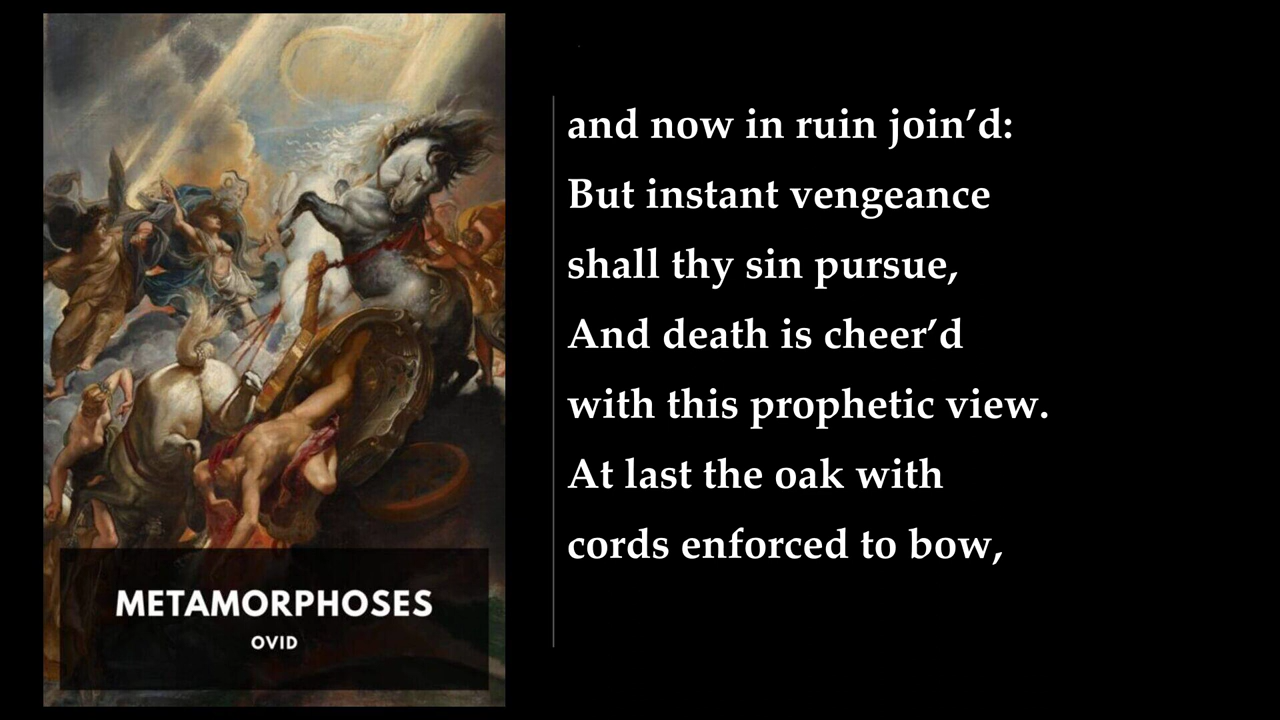 METAMORPHOSES
OVID
and now in ruin join’d:
But instant vengeance
shall thy sin pursue,
And death is cheer’d
with this prophetic view.
At last the oak with
cords enforced to bow,